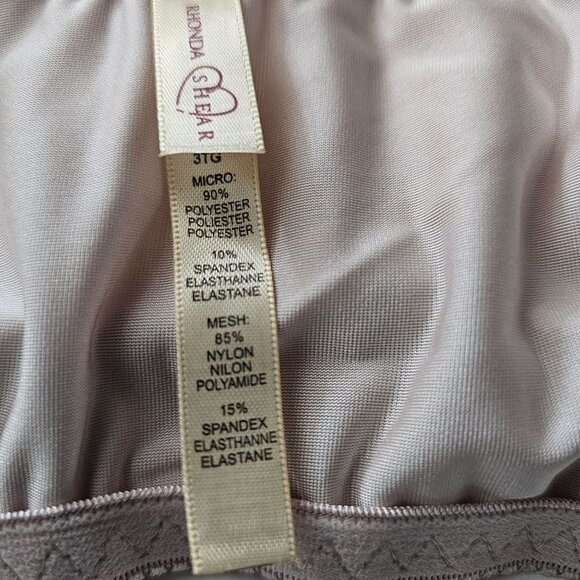 RHONDA
SHEAR
3TG
MICRO:
90%
POLYESTER
POLIESTER
POLYESTER
10%
SPANDEX
ELASTHANNE
ELASTANE
MESH:
85%
NYLON
NILON
POLYAMIDE
15%
SPANDEX
ELASTHANNE
ELASTANE